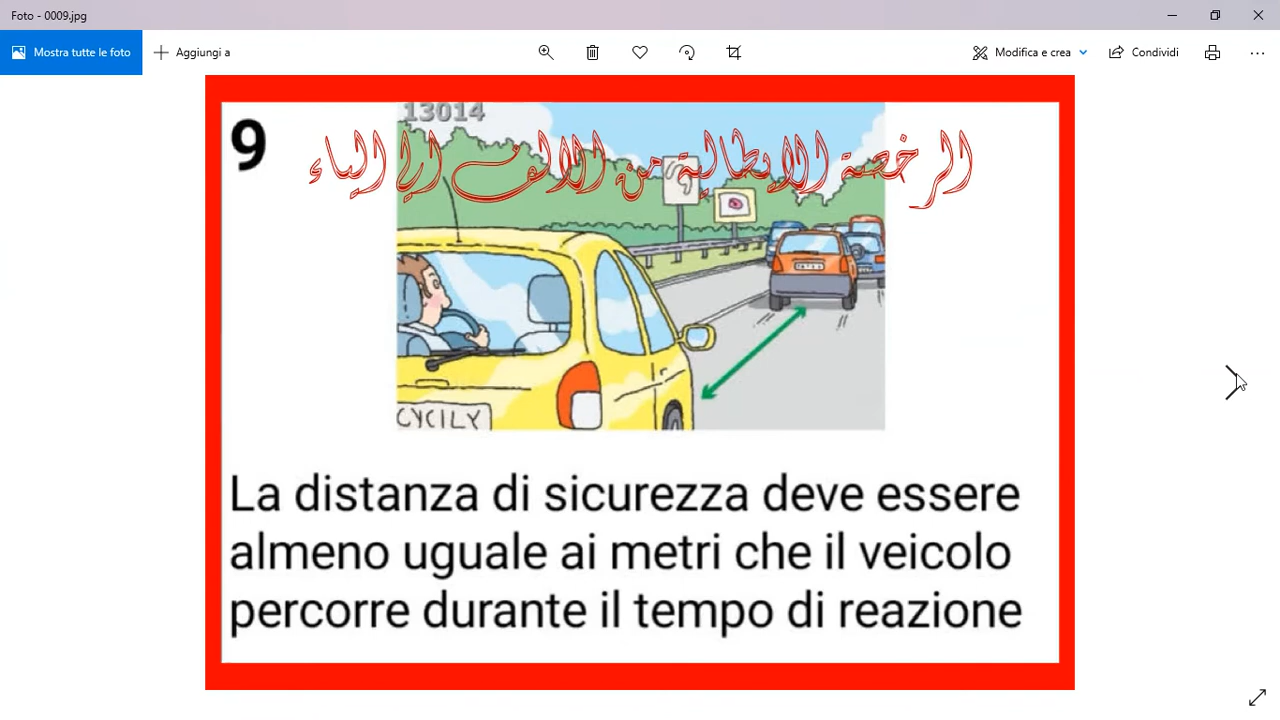 Foto - 0009.jpg
Mostra tutte le foto
Aggiungi a
Modifica e crea
Condividi
13014
9
الرخصة الايطالية من الالف الى الياء
CYCILY
La distanza di sicurezza deve essere
almeno uguale ai metri che il veicolo
percorre durante il tempo di reazione